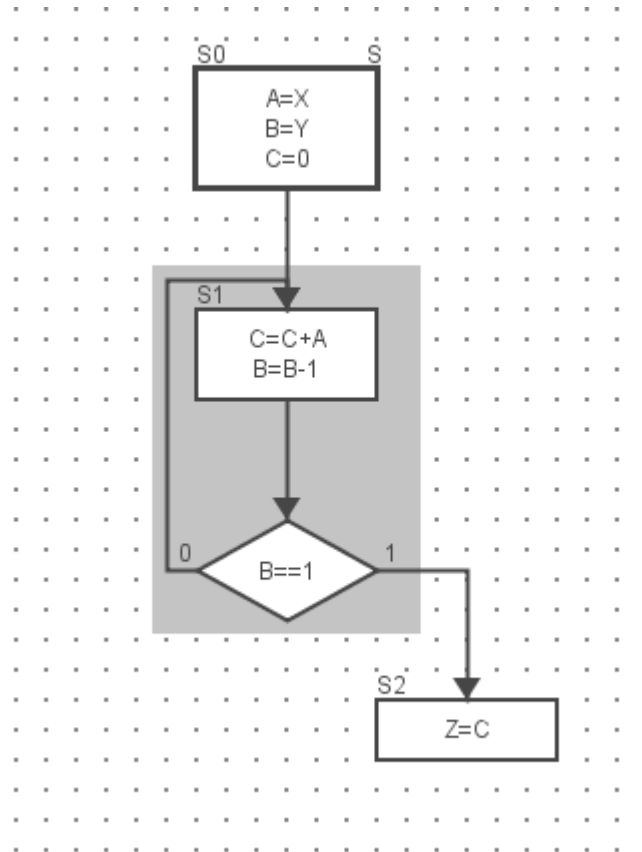 S0 S
A=X
B=Y
C=0
S1
C=C+A
B=B-1
0 1
B==1
S2
Z=C